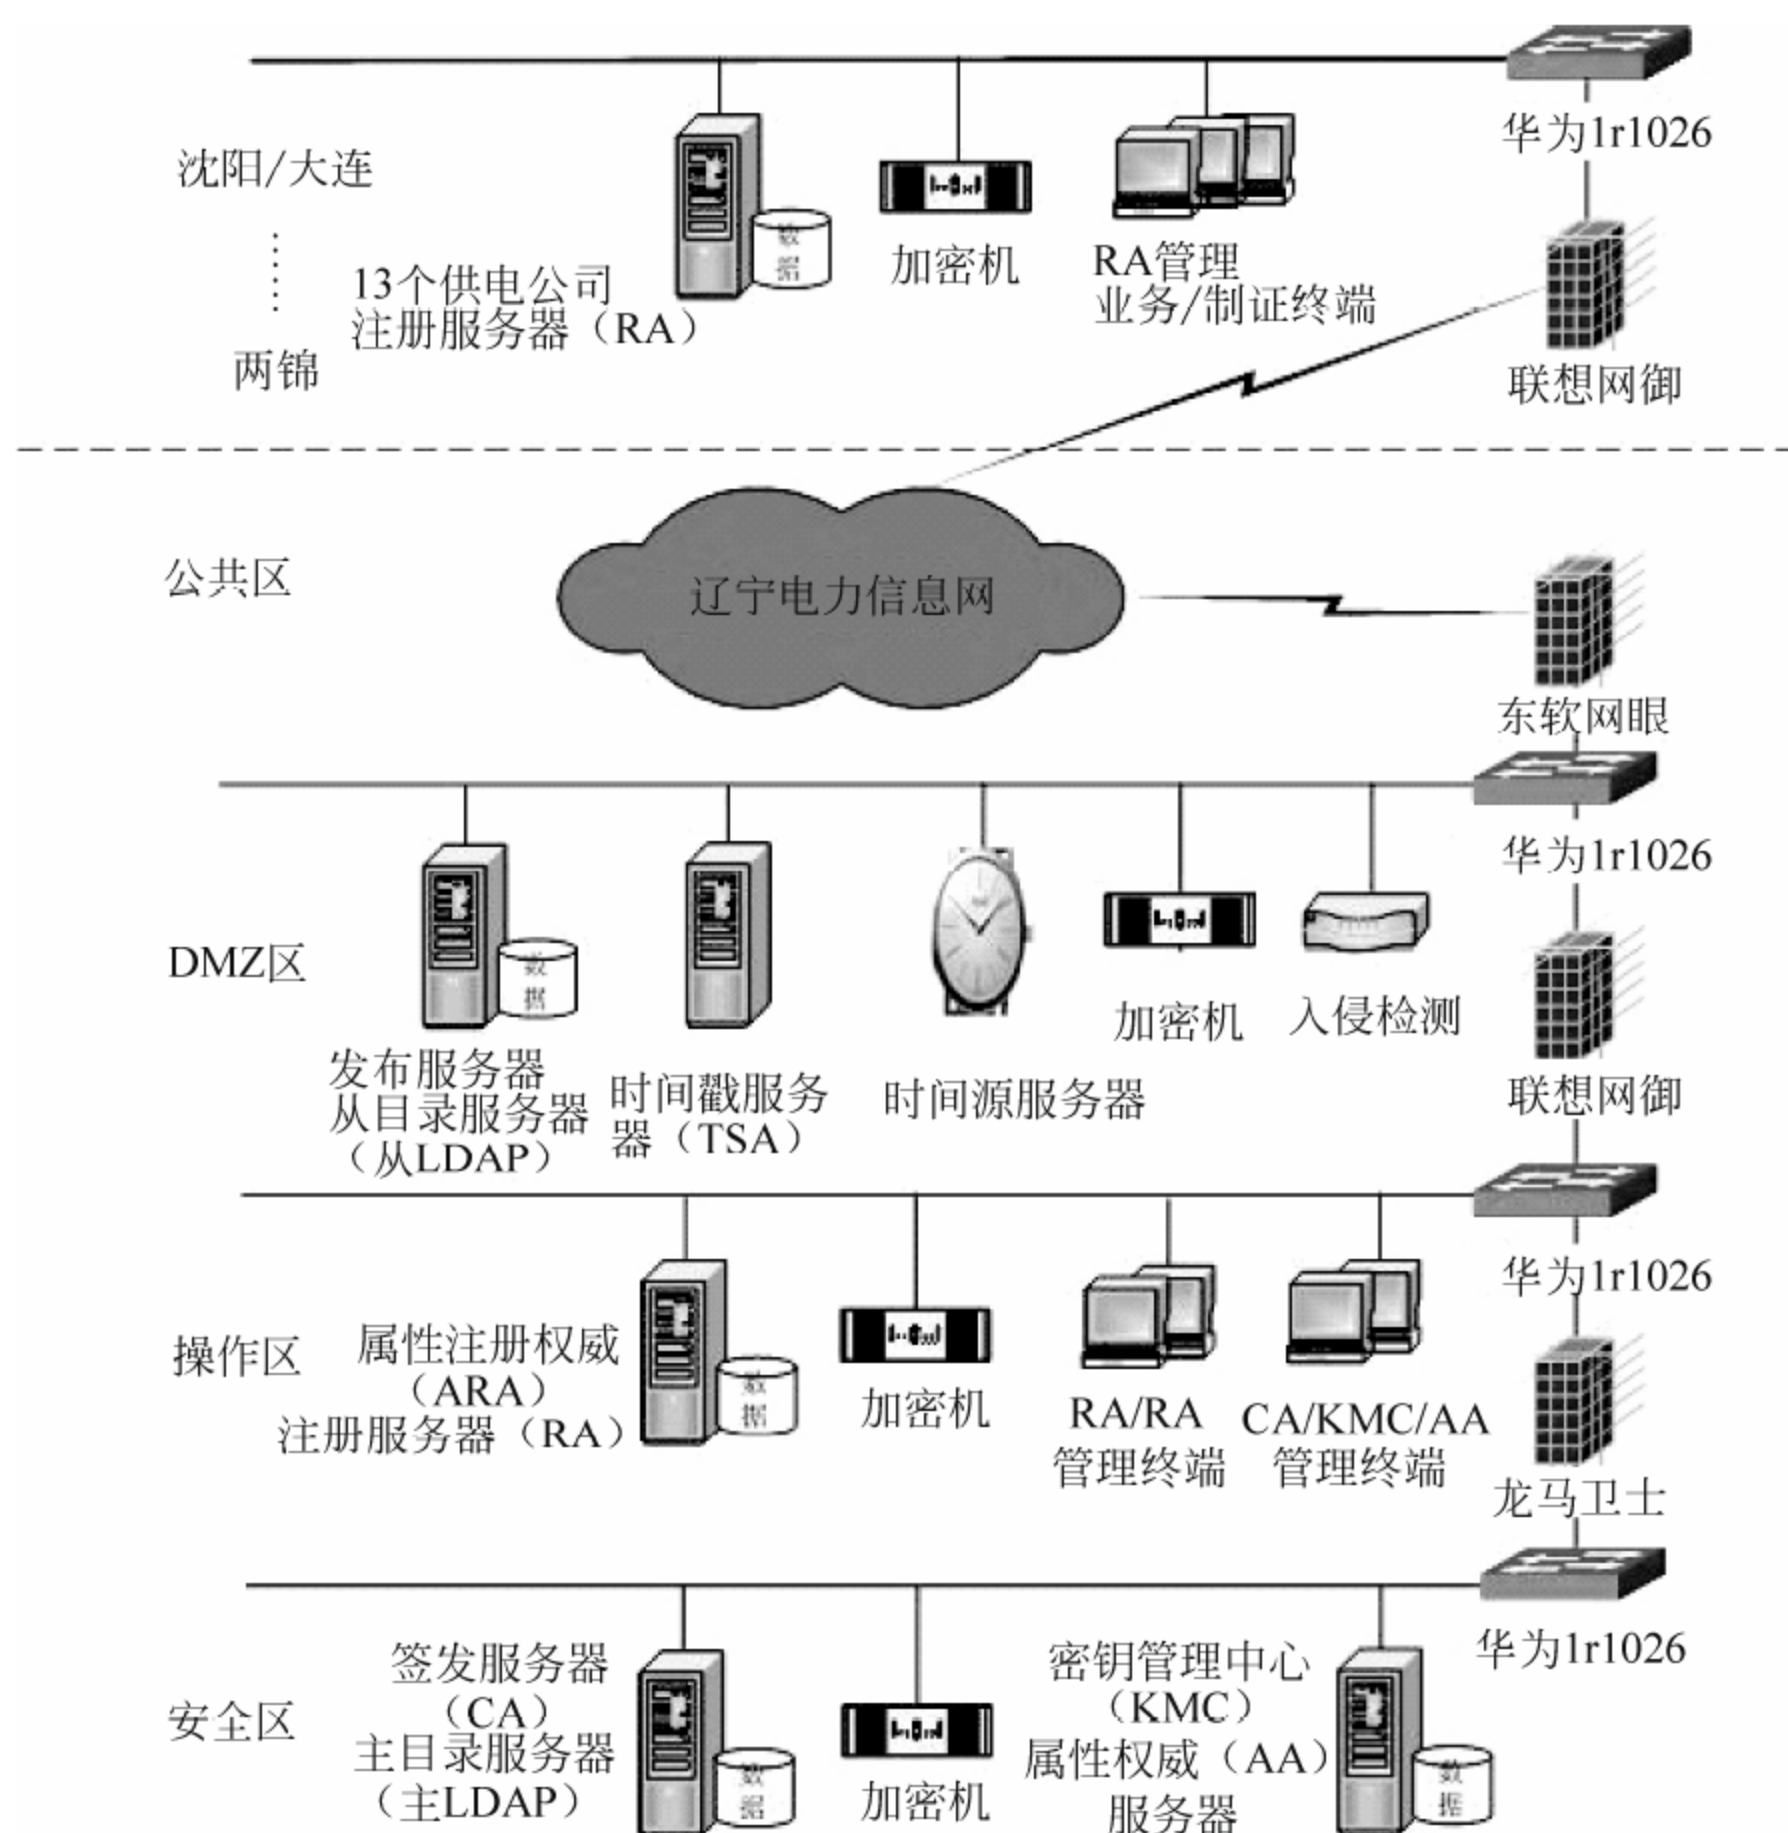 华为1r1026
沈阳/大连
……
两锦
13个供电公司
注册服务器（RA）
数
据
加密机
RA管理
业务/制证终端
联想网御
公共区
辽宁电力信息网
东软网眼
华为1r1026
DMZ区
数
据
发布服务器
从目录服务器
（从LDAP）
时间戳服务
器（TSA）
时间源服务器
加密机
入侵检测
联想网御
华为1r1026
操作区
属性注册权威
（ARA）
注册服务器（RA）
数
据
加密机
RA/RA
管理终端
CA/KMC/AA
管理终端
龙马卫士
华为1r1026
安全区
签发服务器
（CA）
主目录服务器
（主LDAP）
数
据
加密机
密钥管理中心
（KMC）
属性权威（AA）
服务器
数
据